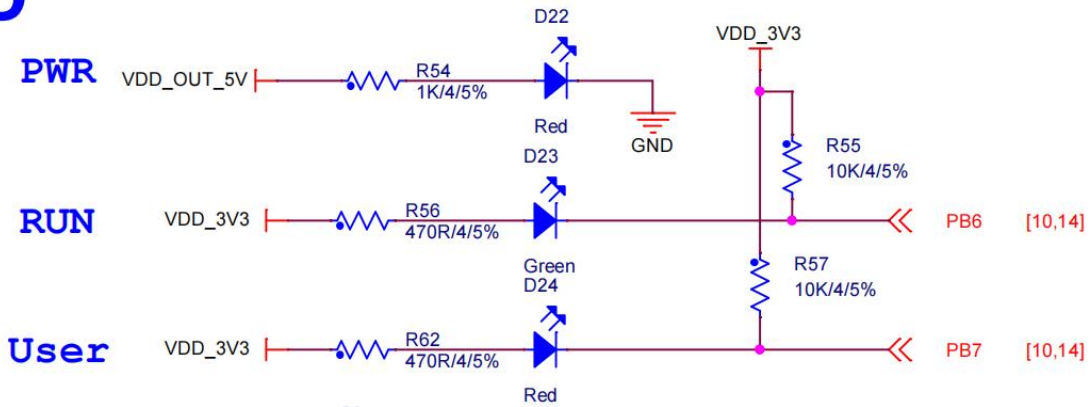 D22
VDD_3V3
PWR
VDD_OUT_5V
R54
1K/4/5%
Red
GND
D23
R55
10K/4/5%
RUN
VDD_3V3
R56
470R/4/5%
PB6
[10,14]
Green
D24
R57
10K/4/5%
User
VDD_3V3
R62
470R/4/5%
PB7
[10,14]
Red